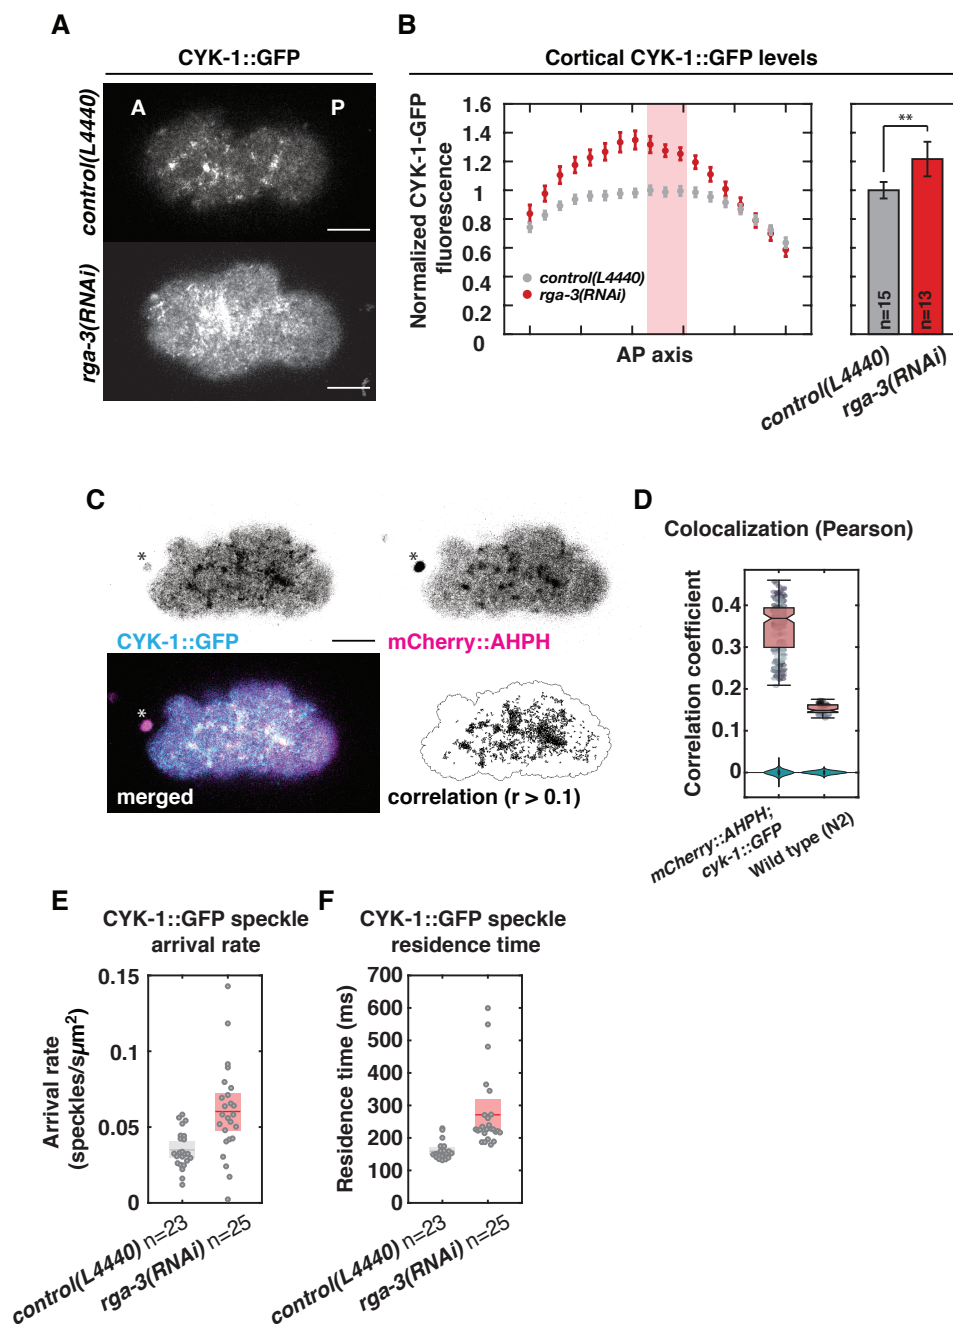 A
CYK-1::GFP
control(L4440)
A
P
rga-3(RNAi)
B
Cortical CYK-1::GFP levels
Normalized CYK-1-GFP
fluorescence
1.6
1.4
1.2
1
0.8
0.6
0.4
0.2
0
control(L4440)
rga-3(RNAi)
AP axis
**
n=15
n=13
control(L4440)
rga-3(RNAi)
C
*
*
CYK-1::GFP
mCherry::AHPH
*
merged
correlation (r > 0.1)
D
Colocalization (Pearson)
Correlation coefficient
0.4
0.3
0.2
0.1
0
mCherry::AHPH;
cyk-1::GFP
Wild type (N2)
E
CYK-1::GFP speckle
arrival rate
Arrival rate
(speckles/sµm²)
0.15
0.1
0.05
0
control(L4440) n=23
rga-3(RNAi) n=25
F
CYK-1::GFP speckle
residence time
Residence time (ms)
700
600
500
400
300
200
100
0
control(L4440) n=23
rga-3(RNAi) n=25